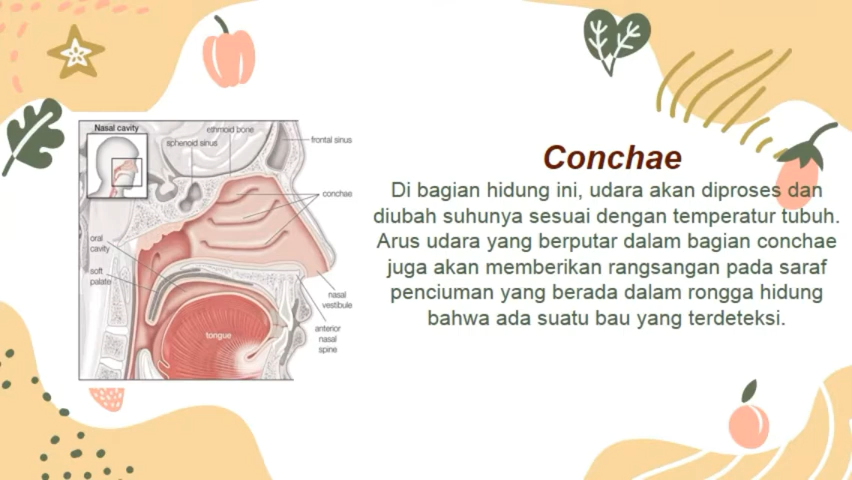 Nasal cavity
ethmoid bone
sphenoid sinus
frontal sinus
conchae
oral
cavity
soft
palate
nasal
vestibule
tongue
anterior
nasal
spine
Conchae
Di bagian hidung ini, udara akan diproses dan
diubah suhunya sesuai dengan temperatur tubuh.
Arus udara yang berputar dalam bagian conchae
juga akan memberikan rangsangan pada saraf
penciuman yang berada dalam rongga hidung
bahwa ada suatu bau yang terdeteksi.